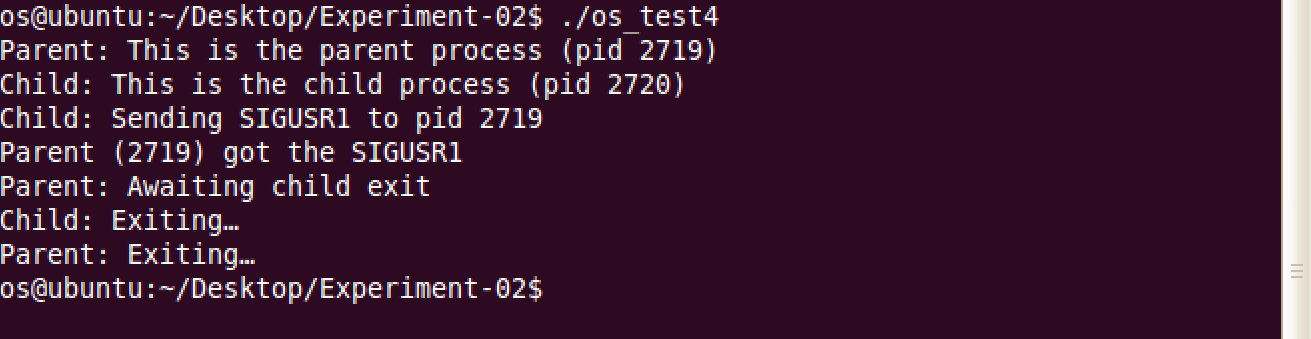 os@ubuntu:~/Desktop/Experiment-02$ ./os_test4
Parent: This is the parent process (pid 2719)
Child: This is the child process (pid 2720)
Child: Sending SIGUSR1 to pid 2719
Parent (2719) got the SIGUSR1
Parent: Awaiting child exit
Child: Exiting…
Parent: Exiting…
os@ubuntu:~/Desktop/Experiment-02$